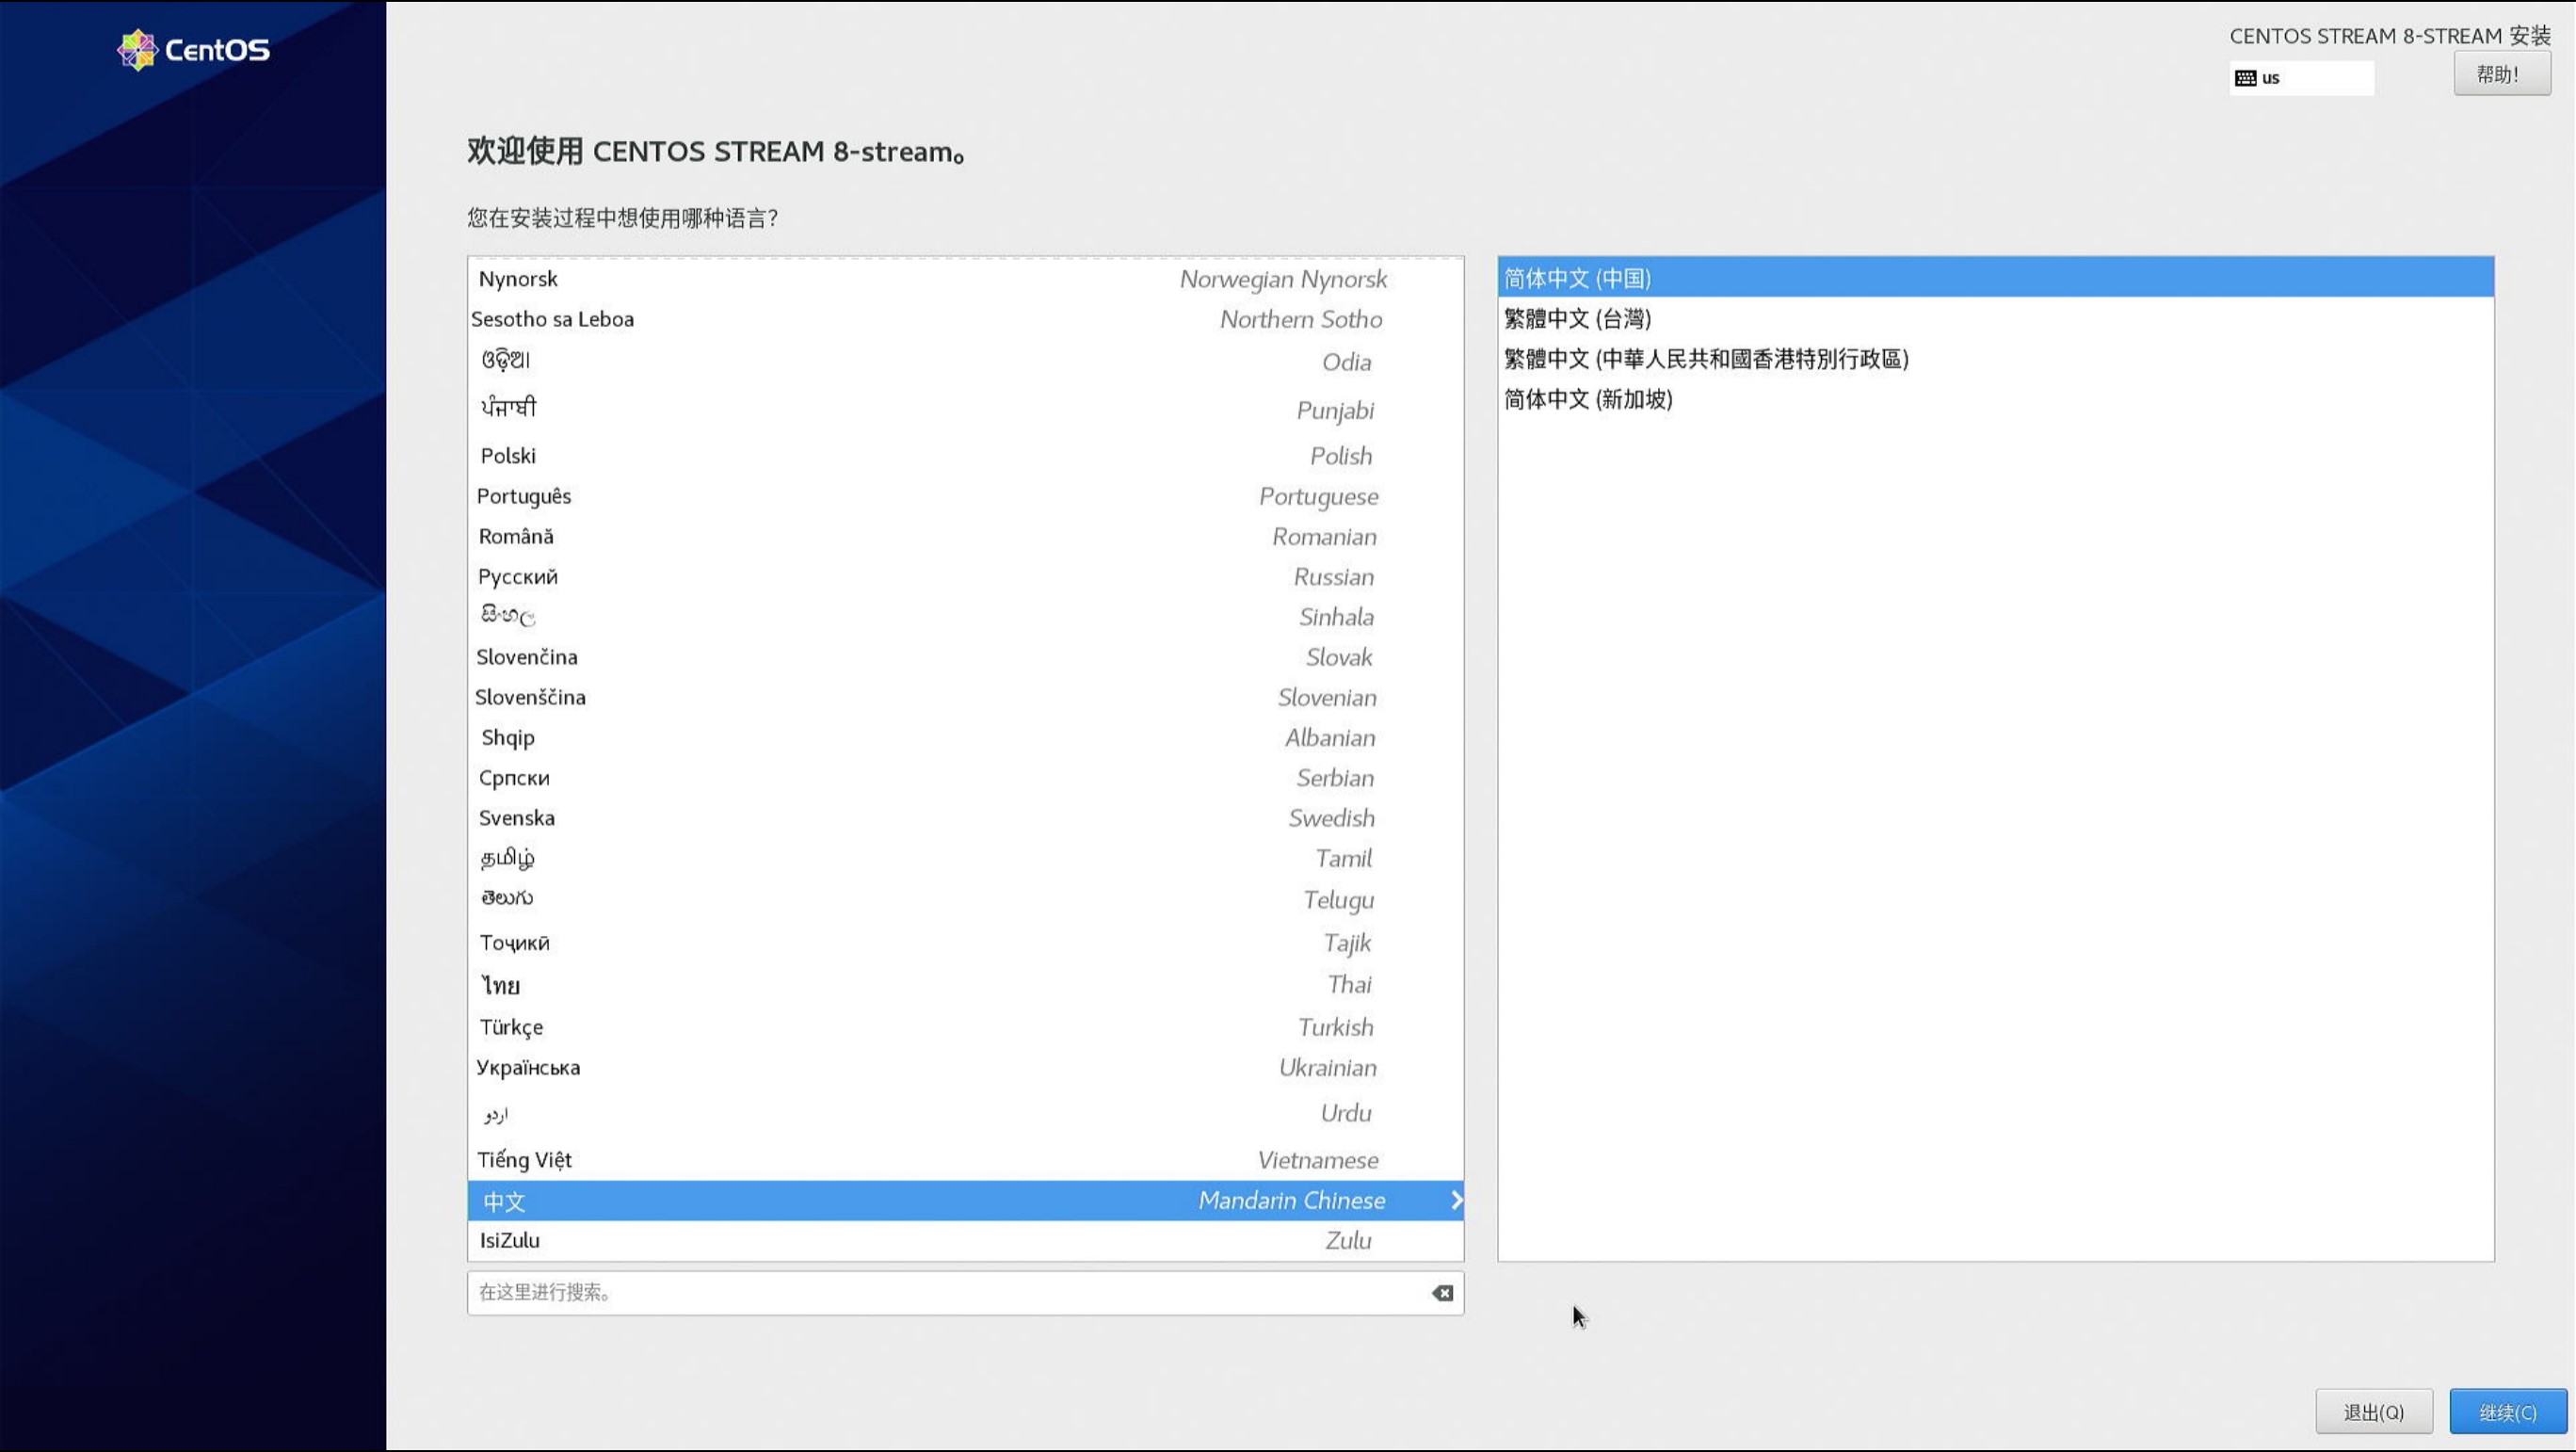 CentOS
CENTOS STREAM 8-STREAM 安装
us
帮助!
欢迎使用 CENTOS STREAM 8-stream。
您在安装过程中想使用哪种语言?
Nynorsk Norwegian Nynorsk
Sesotho sa Leboa Northern Sotho
ଓଡ଼ିଆ Odia
ਪੰਜਾਬੀ Punjabi
Polski Polish
Português Portuguese
Română Romanian
Русский Russian
සිංහල Sinhala
Slovenčina Slovak
Slovenščina Slovenian
Shqip Albanian
Српски Serbian
Svenska Swedish
தமிழ் Tamil
తెలుగు Telugu
Тоҷикӣ Tajik
ไทย Thai
Türkçe Turkish
Українська Ukrainian
اردو Urdu
Tiếng Việt Vietnamese
中文 Mandarin Chinese
IsiZulu Zulu
在这里进行搜索。
简体中文 (中国)
繁體中文 (台灣)
繁體中文 (中華人民共和國香港特別行政區)
简体中文 (新加坡)
退出(Q)
继续(C)